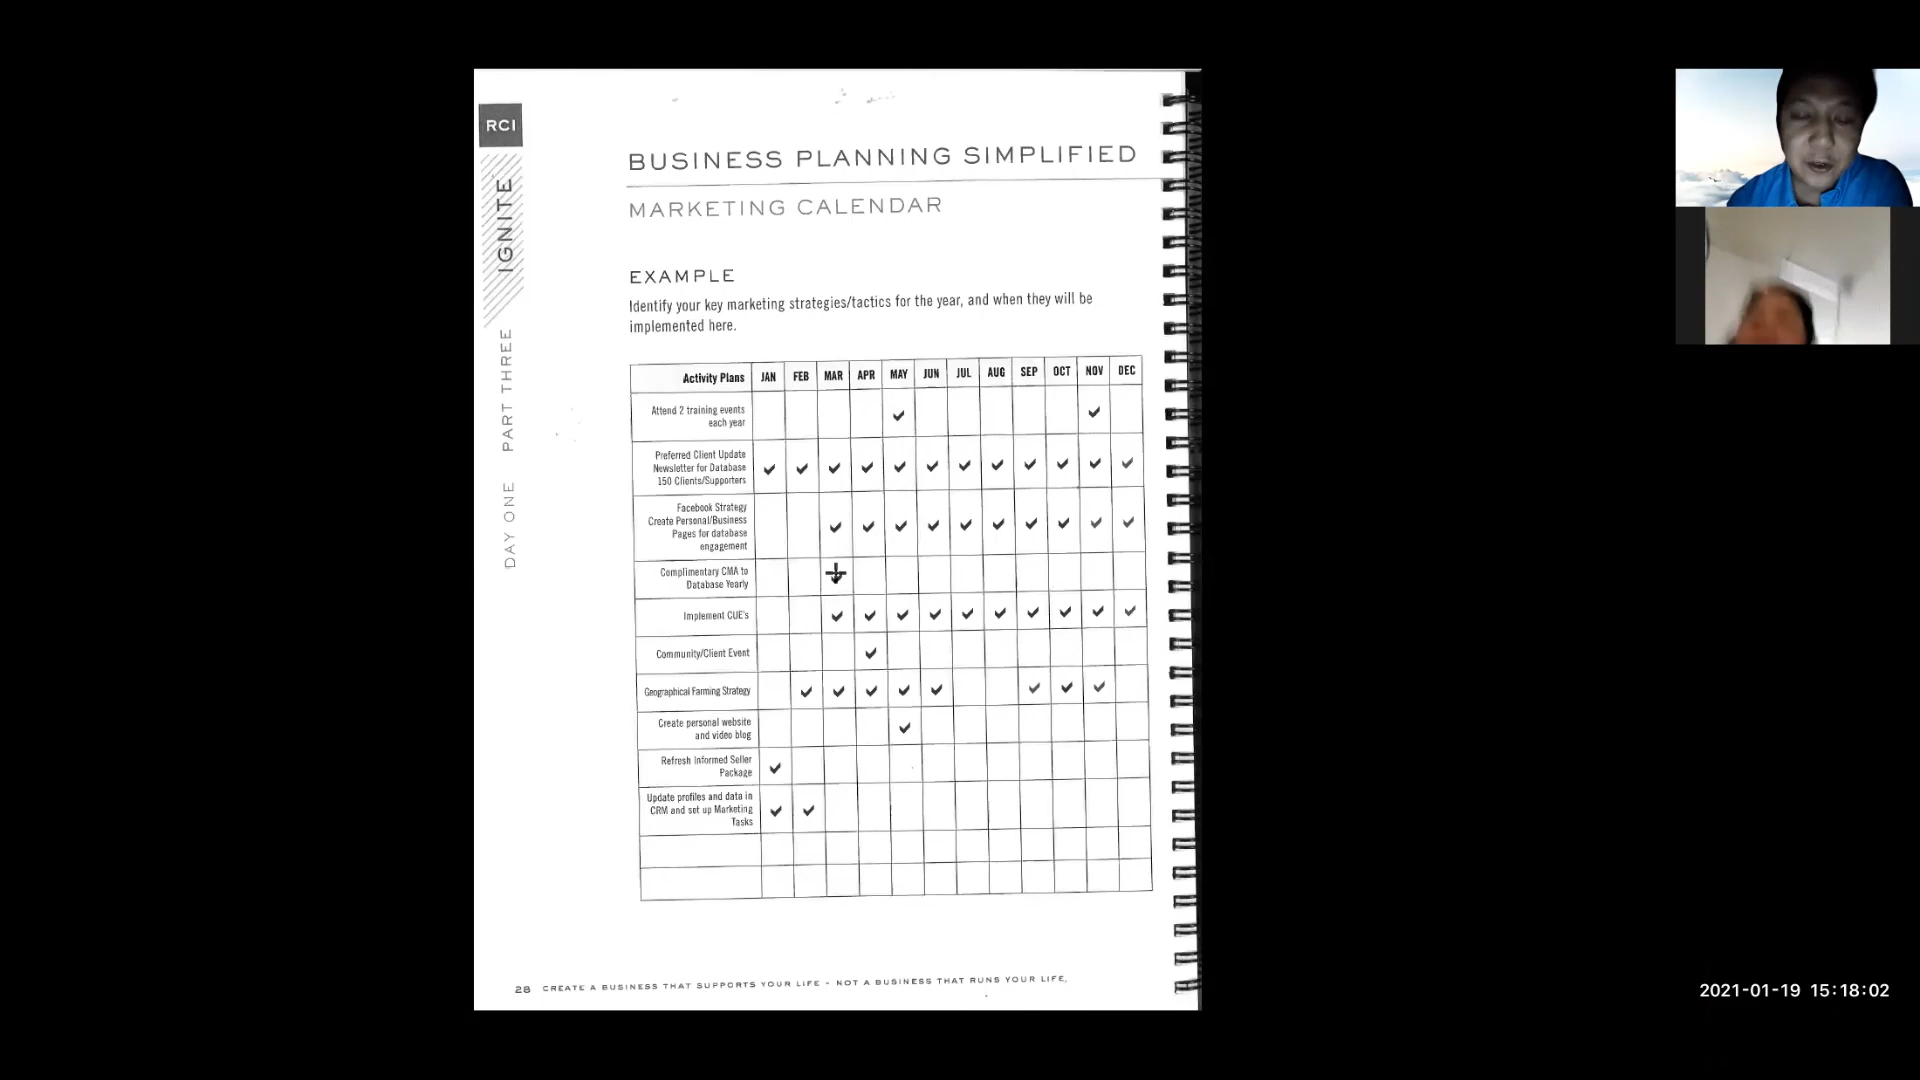 RCI
IGNITE
PART THREE
DAY ONE
BUSINESS PLANNING SIMPLIFIED
MARKETING CALENDAR
EXAMPLE
Identify your key marketing strategies/tactics for the year, and when they will be
implemented here.
Activity Plans JAN FEB MAR APR MAY JUN JUL AUG SEP OCT NOV DEC
Attend 2 training events
each year
Preferred Client Update
Newsletter for Database
150 Clients/Supporters
Facebook Strategy
Create Personal/Business
Pages for database
engagement
Complimentary CMA to
Database Yearly
Implement CUE's
Community/Client Event
Geographical Farming Strategy
Create personal website
and video blog
Refresh Informed Seller
Package
Update profiles and data in
CRM and set up Marketing
Tasks
28 CREATE A BUSINESS THAT SUPPORTS YOUR LIFE - NOT A BUSINESS THAT RUNS YOUR LIFE.
2021-01-19 15:18:02